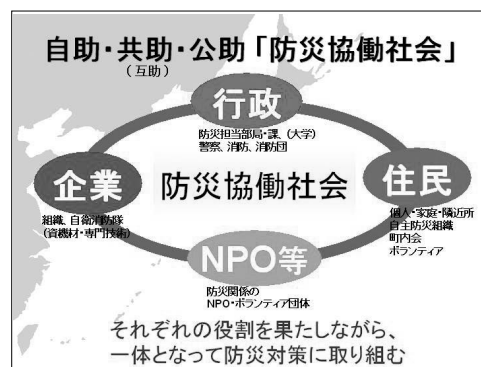 自助・共助・公助「防災協働社会」
(互助)
行政
防災担当部局・課、(大学)
警察、消防、消防団
企業
組織、自衛消防隊
(資機材・専門技術)
防災協働社会
住民
個人・家庭・隣近所
自主防災組織
町内会
ボランティア
NPO等
防災関係の
NPO・ボランティア団体
それぞれの役割を果たしながら、
一体となって防災対策に取り組む